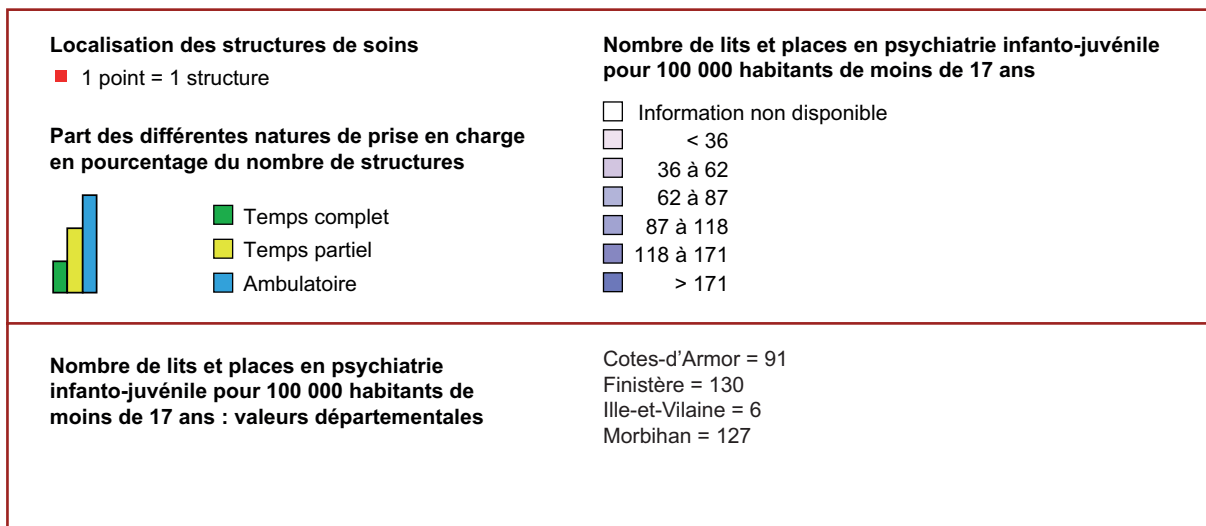 Localisation des structures de soins
1 point = 1 structure
Part des différentes natures de prise en charge
en pourcentage du nombre de structures
Temps complet
Temps partiel
Ambulatoire
Nombre de lits et places en psychiatrie infanto-juvénile
pour 100 000 habitants de moins de 17 ans
Information non disponible
< 36
36 à 62
62 à 87
87 à 118
118 à 171
> 171
Nombre de lits et places en psychiatrie
infanto-juvénile pour 100 000 habitants de
moins de 17 ans : valeurs départementales
Cotes-d'Armor = 91
Finistère = 130
Ille-et-Vilaine = 6
Morbihan = 127